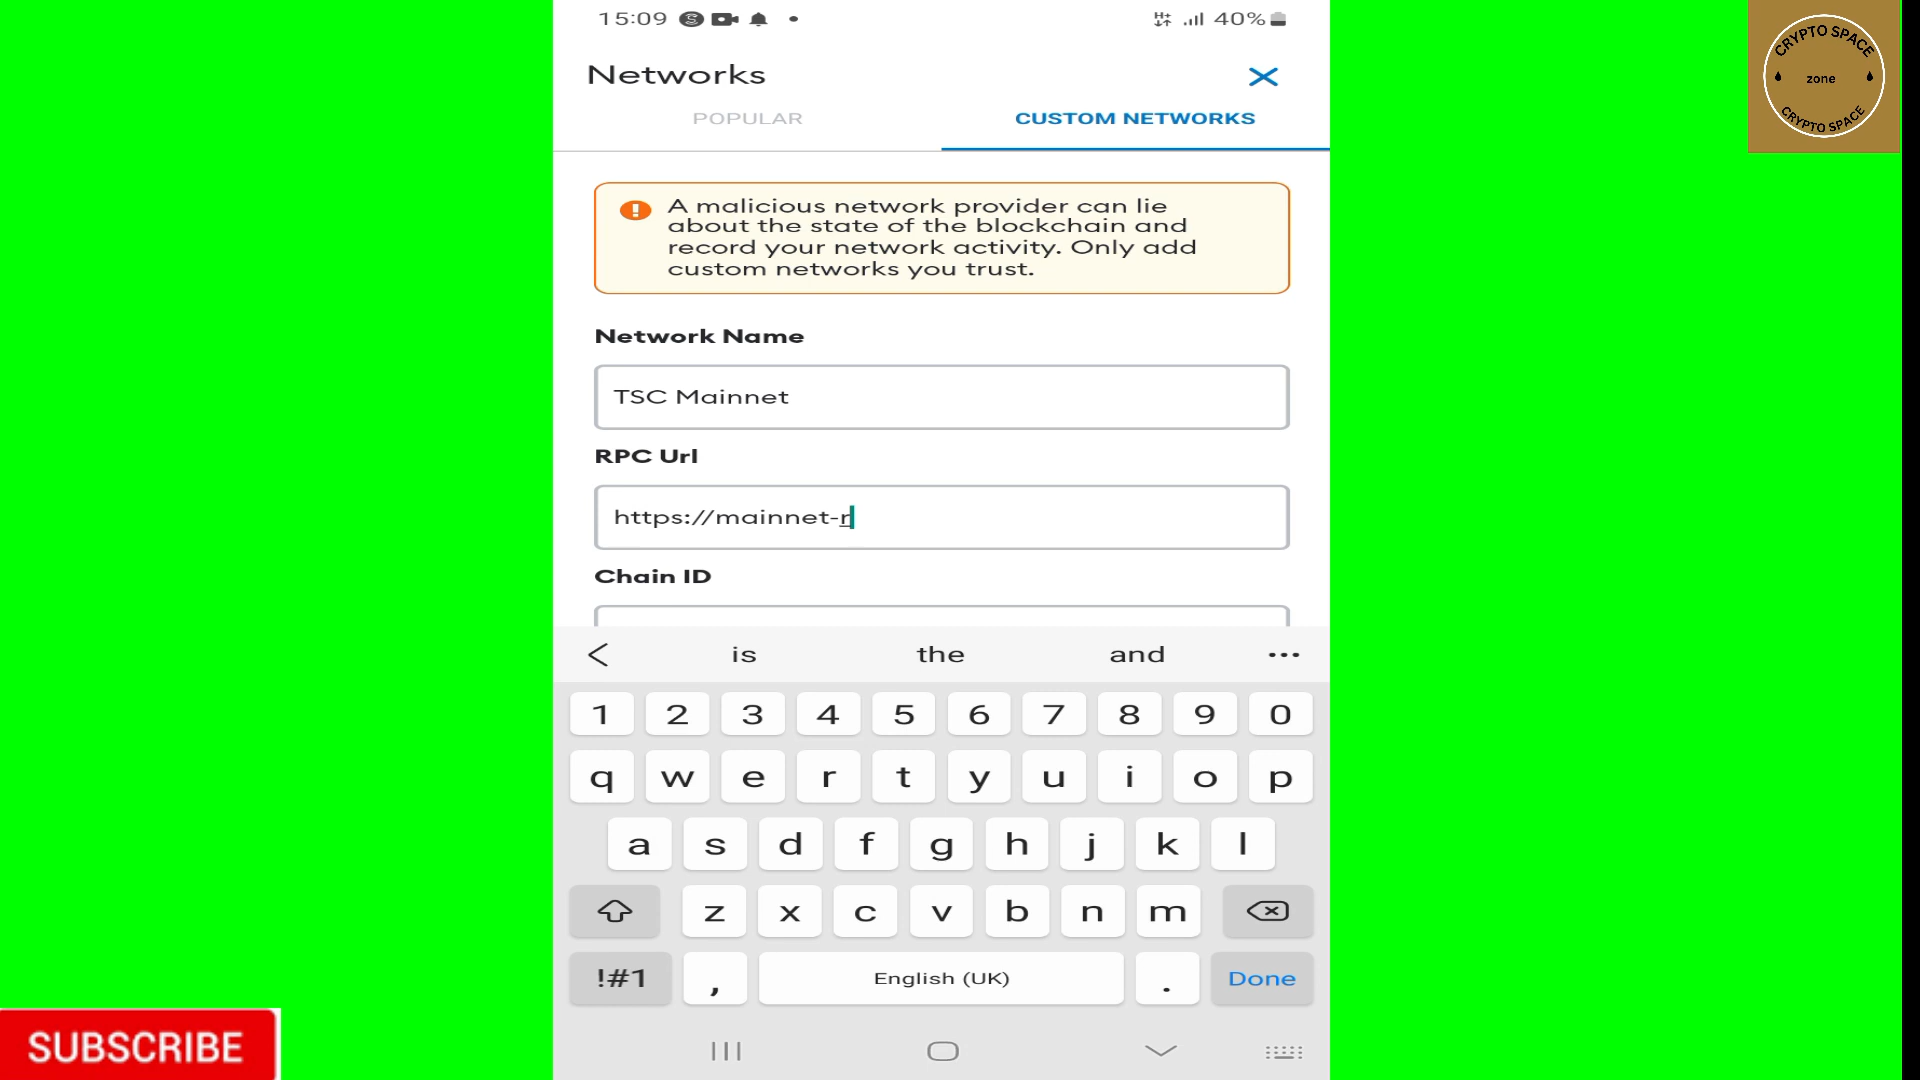 15:09
40%
Networks
POPULAR
CUSTOM NETWORKS
A malicious network provider can lie
about the state of the blockchain and
record your network activity. Only add
custom networks you trust.
Network Name
TSC Mainnet
RPC Url
https://mainnet-r
Chain ID
is the and
1 2 3 4 5 6 7 8 9 0
q w e r t y u i o p
a s d f g h j k l
z x c v b n m
!#1 , English (UK) . Done
CRYPTO SPACE
zone
CRYPTO SPACE
SUBSCRIBE